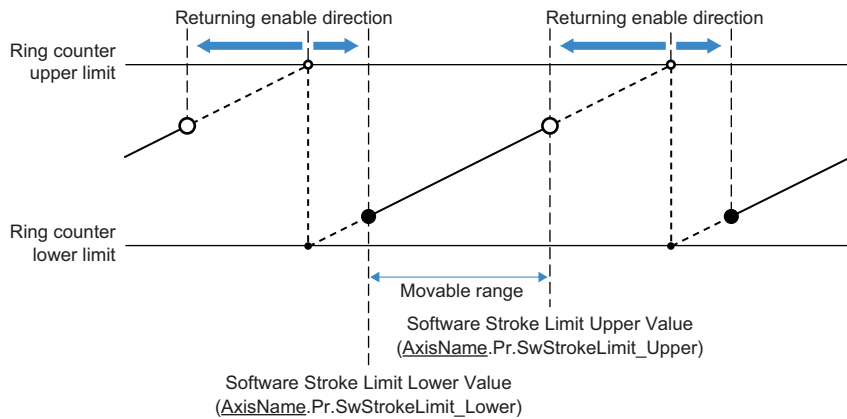 Returning enable direction
Returning enable direction
Ring counter
upper limit
Ring counter
lower limit
Movable range
Software Stroke Limit Upper Value
(AxisName.Pr.SwStrokeLimit_Upper)
Software Stroke Limit Lower Value
(AxisName.Pr.SwStrokeLimit_Lower)